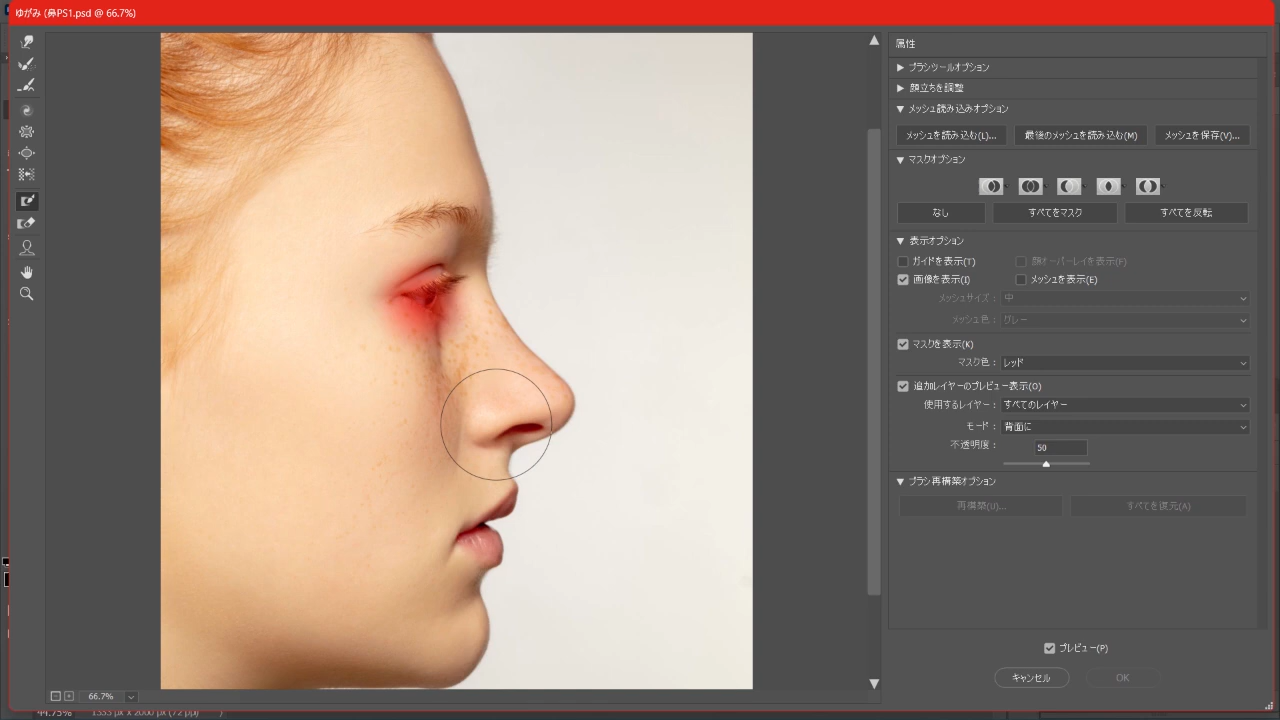 ゆがみ (鼻PS1.psd @ 66.7%)
属性
ブラシツールオプション
顔立ちを調整
メッシュ読み込みオプション
メッシュを読み込む(L)... 最後のメッシュを読み込む(M) メッシュを保存(V)...
マスクオプション
なし すべてをマスク すべてを反転
表示オプション
ガイドを表示(T) 顔オーバーレイを表示(F)
画像を表示(I) メッシュを表示(E)
メッシュサイズ: 中
メッシュ色: グレー
マスクを表示(K)
マスク色: レッド
追加レイヤーのプレビュー表示(O)
使用するレイヤー: すべてのレイヤー
モード: 背面に
不透明度: 50
ブラシ再構築オプション
再構築(U)... すべてを復元(A)
プレビュー(P)
キャンセル OK
66.7%
44.75% 1333 px x 2000 px (72 ppi)